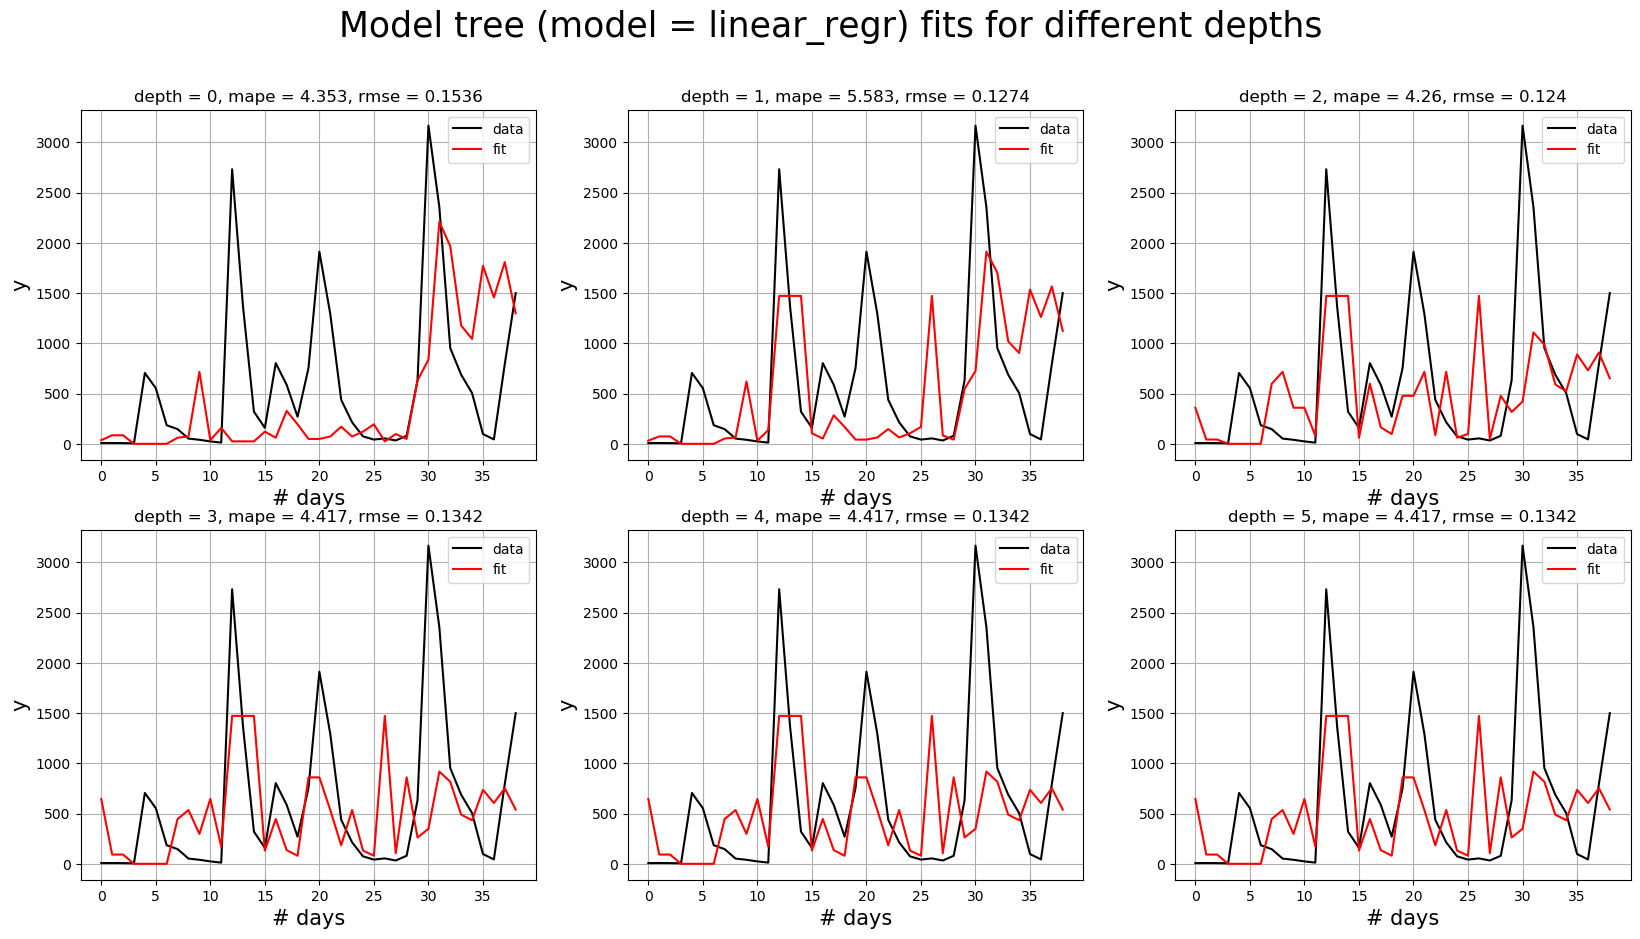 Model tree (model = linear_regr) fits for different depths
depth = 0, mape = 4.353, rmse = 0.1536
data
fit
3000
2500
2000
1500
1000
500
0
y
0 5 10 15 20 25 30 35
# days
depth = 1, mape = 5.583, rmse = 0.1274
data
fit
3000
2500
2000
1500
1000
500
0
y
0 5 10 15 20 25 30 35
# days
depth = 2, mape = 4.26, rmse = 0.124
data
fit
3000
2500
2000
1500
1000
500
0
y
0 5 10 15 20 25 30 35
# days
depth = 3, mape = 4.417, rmse = 0.1342
data
fit
3000
2500
2000
1500
1000
500
0
y
0 5 10 15 20 25 30 35
# days
depth = 4, mape = 4.417, rmse = 0.1342
data
fit
3000
2500
2000
1500
1000
500
0
y
0 5 10 15 20 25 30 35
# days
depth = 5, mape = 4.417, rmse = 0.1342
data
fit
3000
2500
2000
1500
1000
500
0
y
0 5 10 15 20 25 30 35
# days